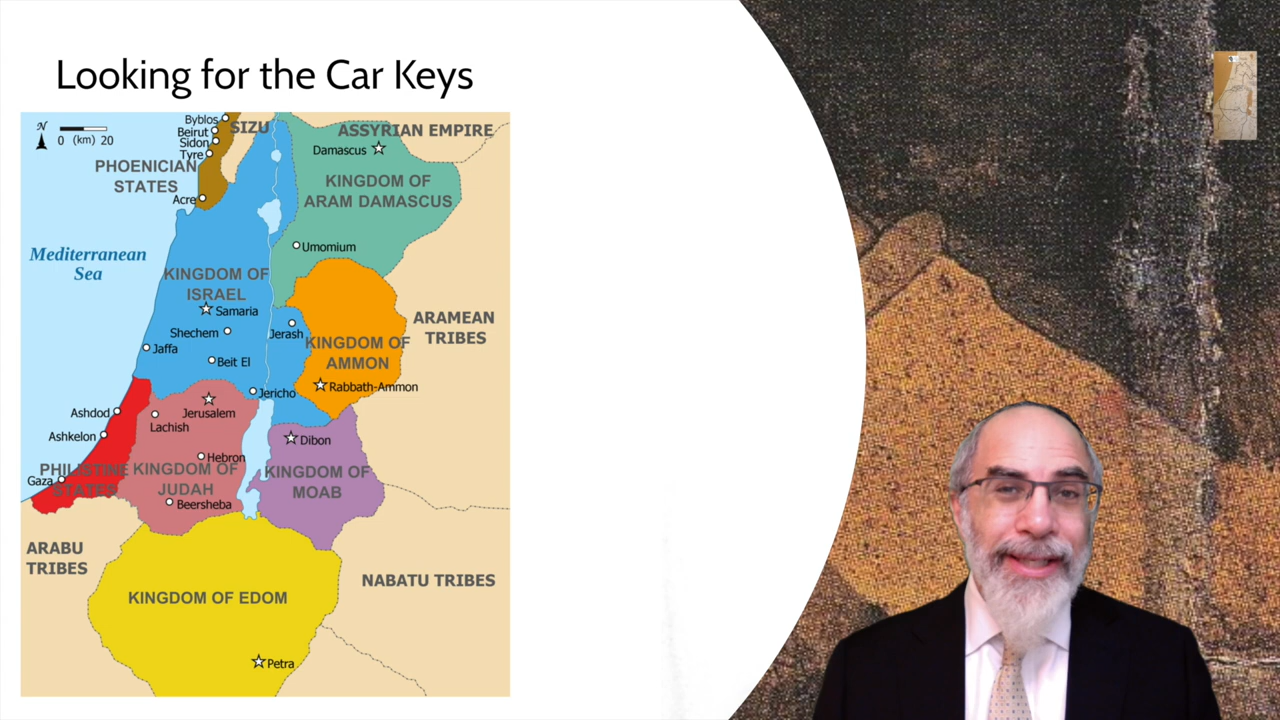 Looking for the Car Keys
N
0 (km) 20
Byblos
Beirut
Sidon
Tyre
SIZU
ASSYRIAN EMPIRE
Damascus
PHOENICIAN
STATES
Acre
KINGDOM OF
ARAM DAMASCUS
Umomium
Mediterranean
Sea
KINGDOM OF
ISRAEL
Samaria
Shechem
Jerash
Jaffa
Beit El
KINGDOM OF
AMMON
ARAMEAN
TRIBES
Jericho
Rabbath-Ammon
Ashdod
Jerusalem
Lachish
Ashkelon
Dibon
Hebron
PHILISTINE
STATES
Gaza
KINGDOM OF
JUDAH
KINGDOM OF
MOAB
Beersheba
ARABU
TRIBES
NABATU TRIBES
KINGDOM OF EDOM
Petra